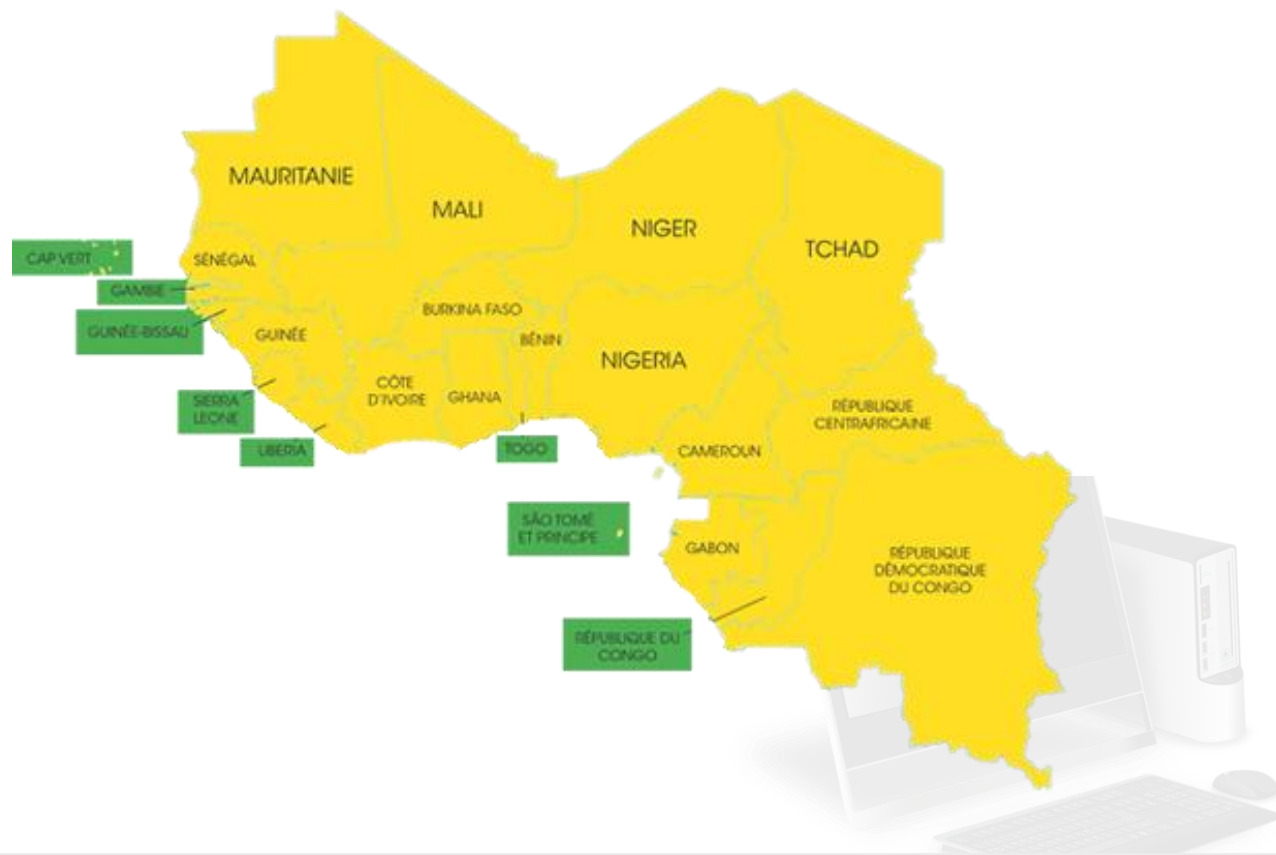 MAURITANIE
MALI
NIGER
TCHAD
CAP VERT
SÉNÉGAL
GAMBIE
GUINÉE-BISSAU
GUINÉE
BURKINA FASO
BÉNIN
NIGERIA
SIERRA
LEONE
CÔTE
D'IVOIRE
GHANA
LIBERIA
TOGO
CAMEROUN
RÉPUBLIQUE
CENTRAFRICAINE
SÃO TOMÉ
ET PRINCIPE
GABON
RÉPUBLIQUE
DÉMOCRATIQUE
DU CONGO
RÉPUBLIQUE DU
CONGO